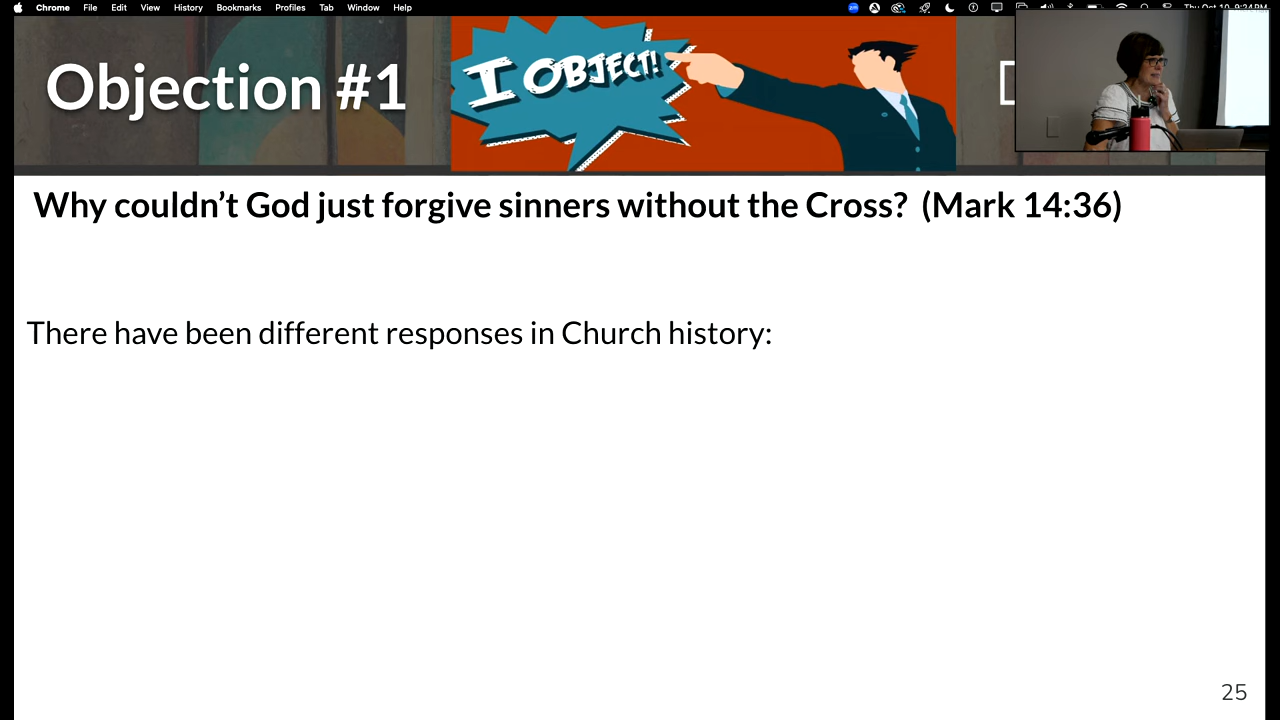 Chrome File Edit View History Bookmarks Profiles Tab Window Help
Objection #1
I OBJECT!
Why couldn’t God just forgive sinners without the Cross? (Mark 14:36)
There have been different responses in Church history:
25